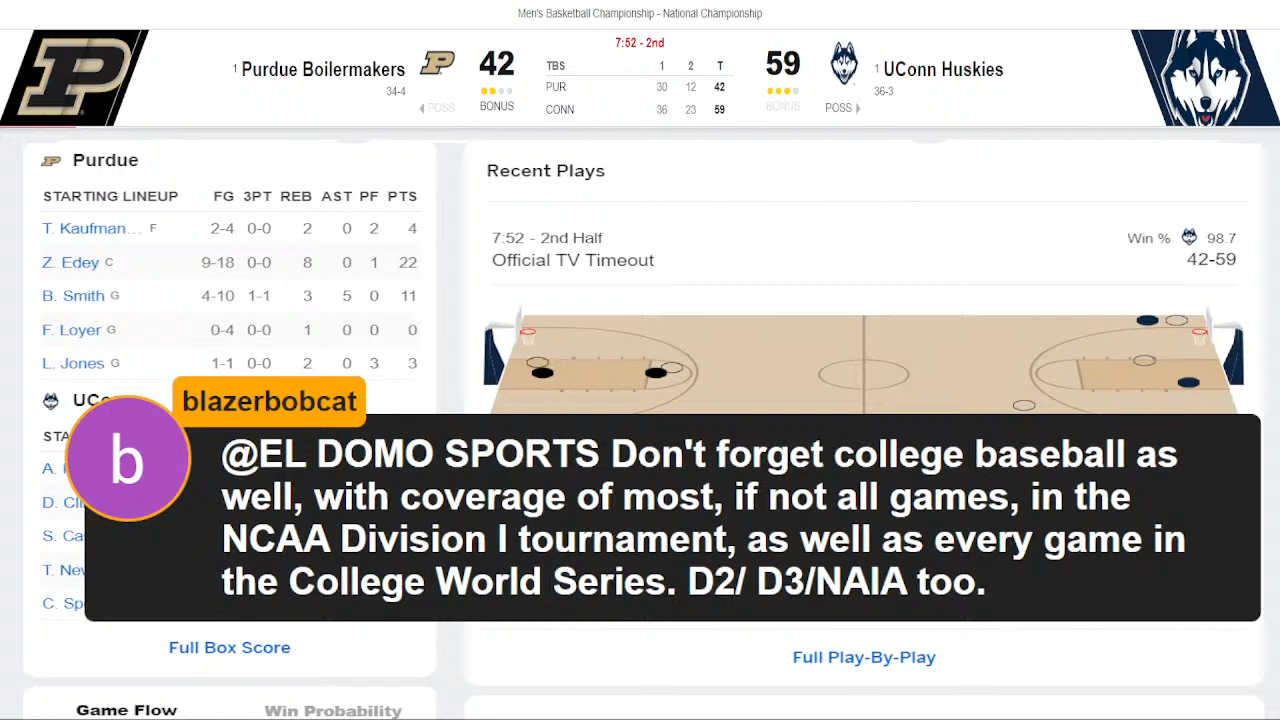 Men's Basketball Championship - National Championship
1 Purdue Boilermakers
34-4
POSS
42
BONUS
7:52 - 2nd
TBS 1 2 T
PUR 30 12 42
CONN 36 23 59
59
BONUS
1 UConn Huskies
36-3
POSS
Purdue
STARTING LINEUP FG 3PT REB AST PF PTS
T. Kaufman... F 2-4 0-0 2 0 2 4
Z. Edey C 9-18 0-0 8 0 1 22
B. Smith G 4-10 1-1 3 5 0 11
F. Loyer G 0-4 0-0 1 0 0 0
L. Jones G 1-1 0-0 2 0 3 3
UC
STA
A.
D. Cli
S. Ca
T. New
C. Sp
Full Box Score
Game Flow Win Probability
Recent Plays
7:52 - 2nd Half
Official TV Timeout
Win % 98.7
42-59
blazerbobcat
b
@EL DOMO SPORTS Don't forget college baseball as
well, with coverage of most, if not all games, in the
NCAA Division I tournament, as well as every game in
the College World Series. D2/ D3/NAIA too.
Full Play-By-Play